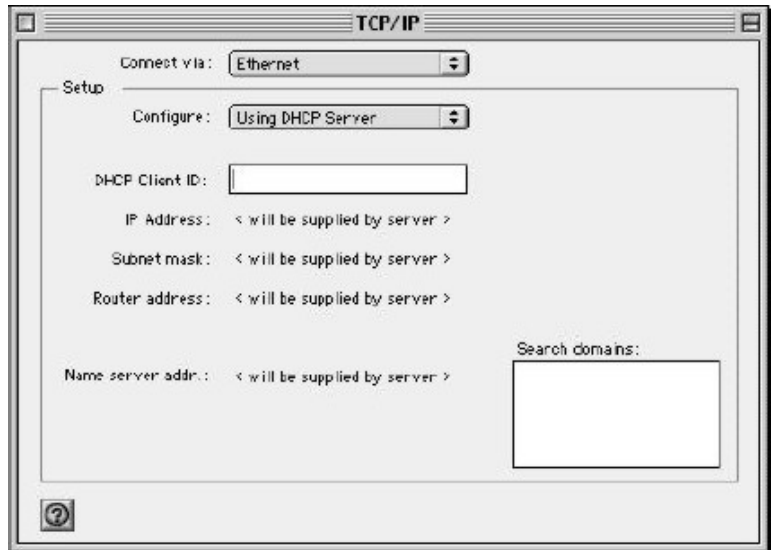 TCP/IP
Connect via: Ethernet
Setup
Configure: Using DHCP Server
DHCP Client ID:
IP Address: < will be supplied by server >
Subnet mask: < will be supplied by server >
Router address: < will be supplied by server >
Search domains:
Name server addr.: < will be supplied by server >
?